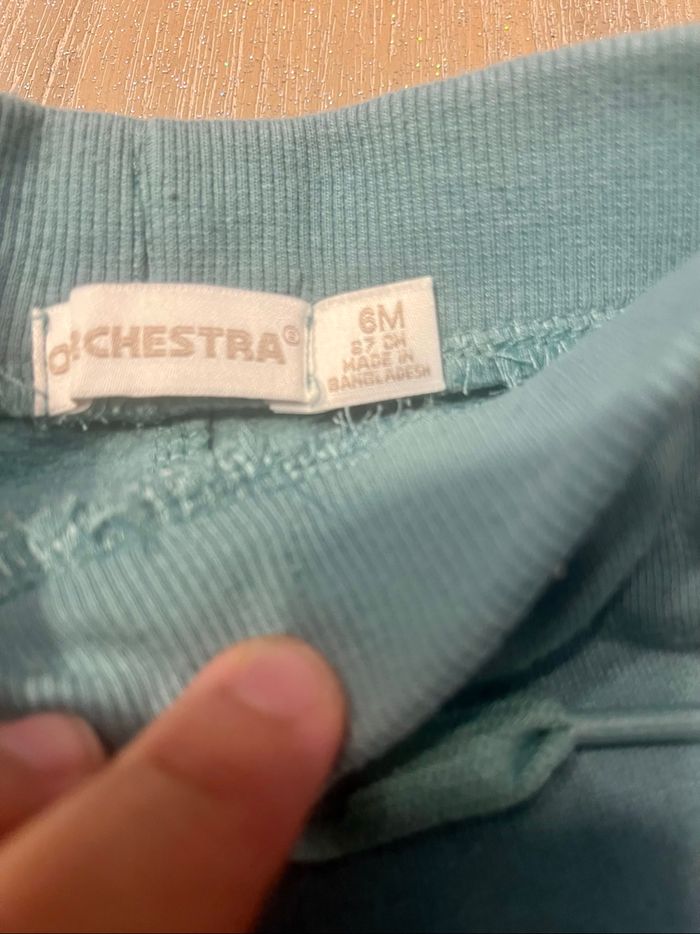 ORCHESTRA®
6M
67 CM
MADE IN
BANGLADESH